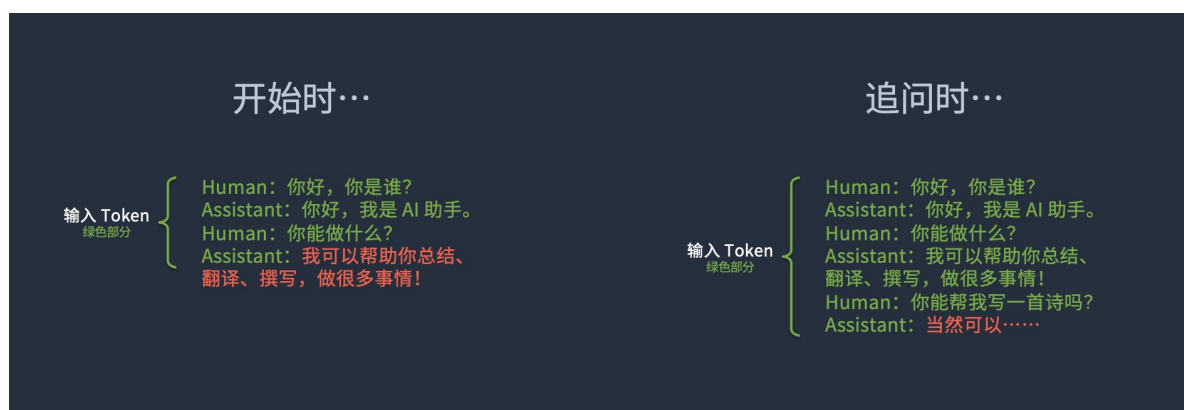 开始时…
输入 Token
绿色部分
Human：你好，你是谁？
Assistant：你好，我是 AI 助手。
Human：你能做什么？
Assistant：我可以帮助你总结、
翻译、撰写，做很多事情！
追问时…
输入 Token
绿色部分
Human：你好，你是谁？
Assistant：你好，我是 AI 助手。
Human：你能做什么？
Assistant：我可以帮助你总结、
翻译、撰写，做很多事情！
Human：你能帮我写一首诗吗？
Assistant：当然可以……